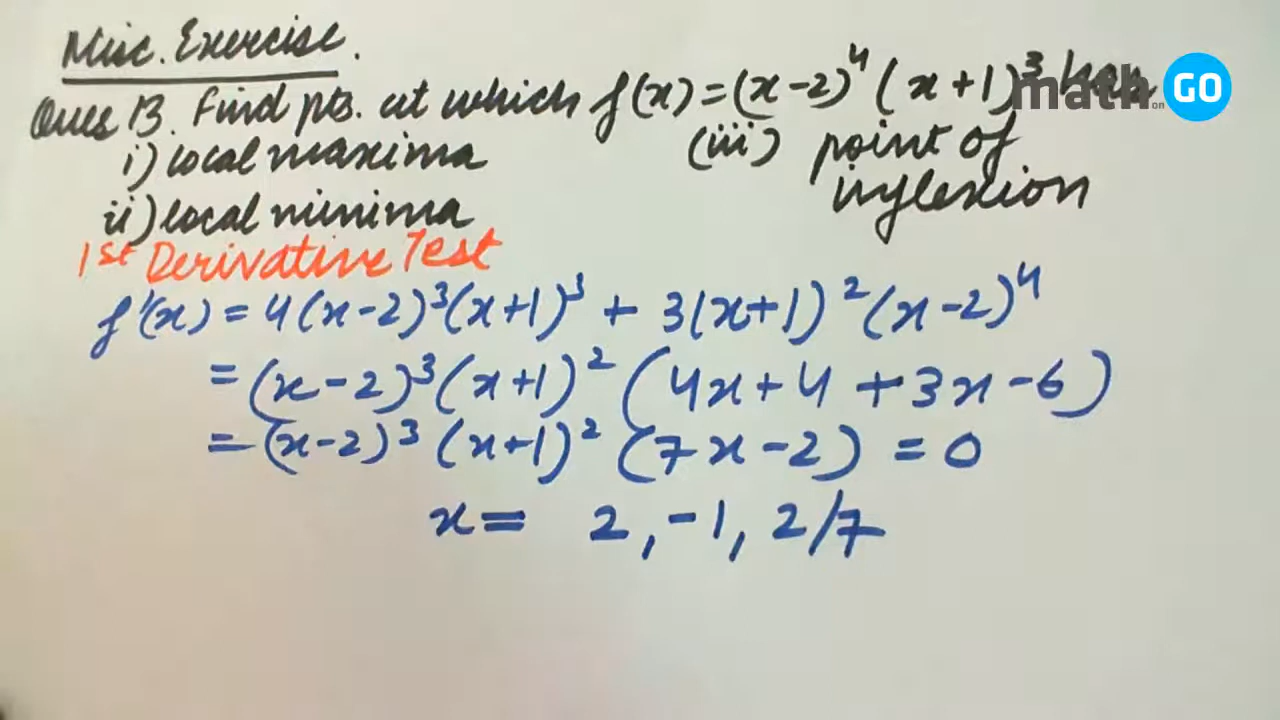 Misc. Exercise.
Ques 13. Find pts. at which f(x) = (x-2)⁴ (x+1)³ has
math on GO
i) local maxima
(iii) point of inflexion
ii) local minima
1st Derivative Test
f'(x) = 4(x-2)³(x+1)³ + 3(x+1)²(x-2)⁴
= (x-2)³(x+1)² (4x+4+3x-6)
= (x-2)³ (x+1)² (7x-2) = 0
x = 2, -1, 2/7